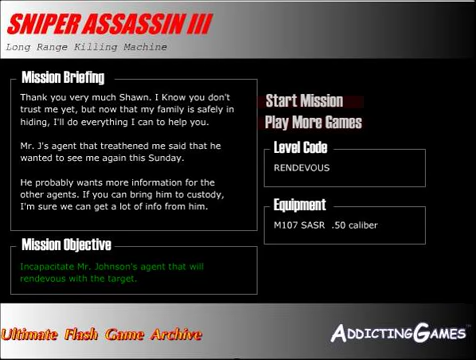 SNIPER ASSASSIN III
Long Range Killing Machine
Mission Briefing
Thank you very much Shawn. I Know you don't
trust me yet, but now that my family is safely in
hiding, I'll do everything I can to help you.
Mr. J's agent that treathened me said that he
wanted to see me again this Sunday.
He probably wants more information for the
other agents. If you can bring him to custody,
I'm sure we can get a lot of info from him.
Mission Objective
Incapacitate Mr. Johnson's agent that will
rendevous with the target.
Start Mission
Play More Games
Level Code
RENDEVOUS
Equipment
M107 SASR .50 caliber
Ultimate Flash Game Archive
ADDICTINGGAMES